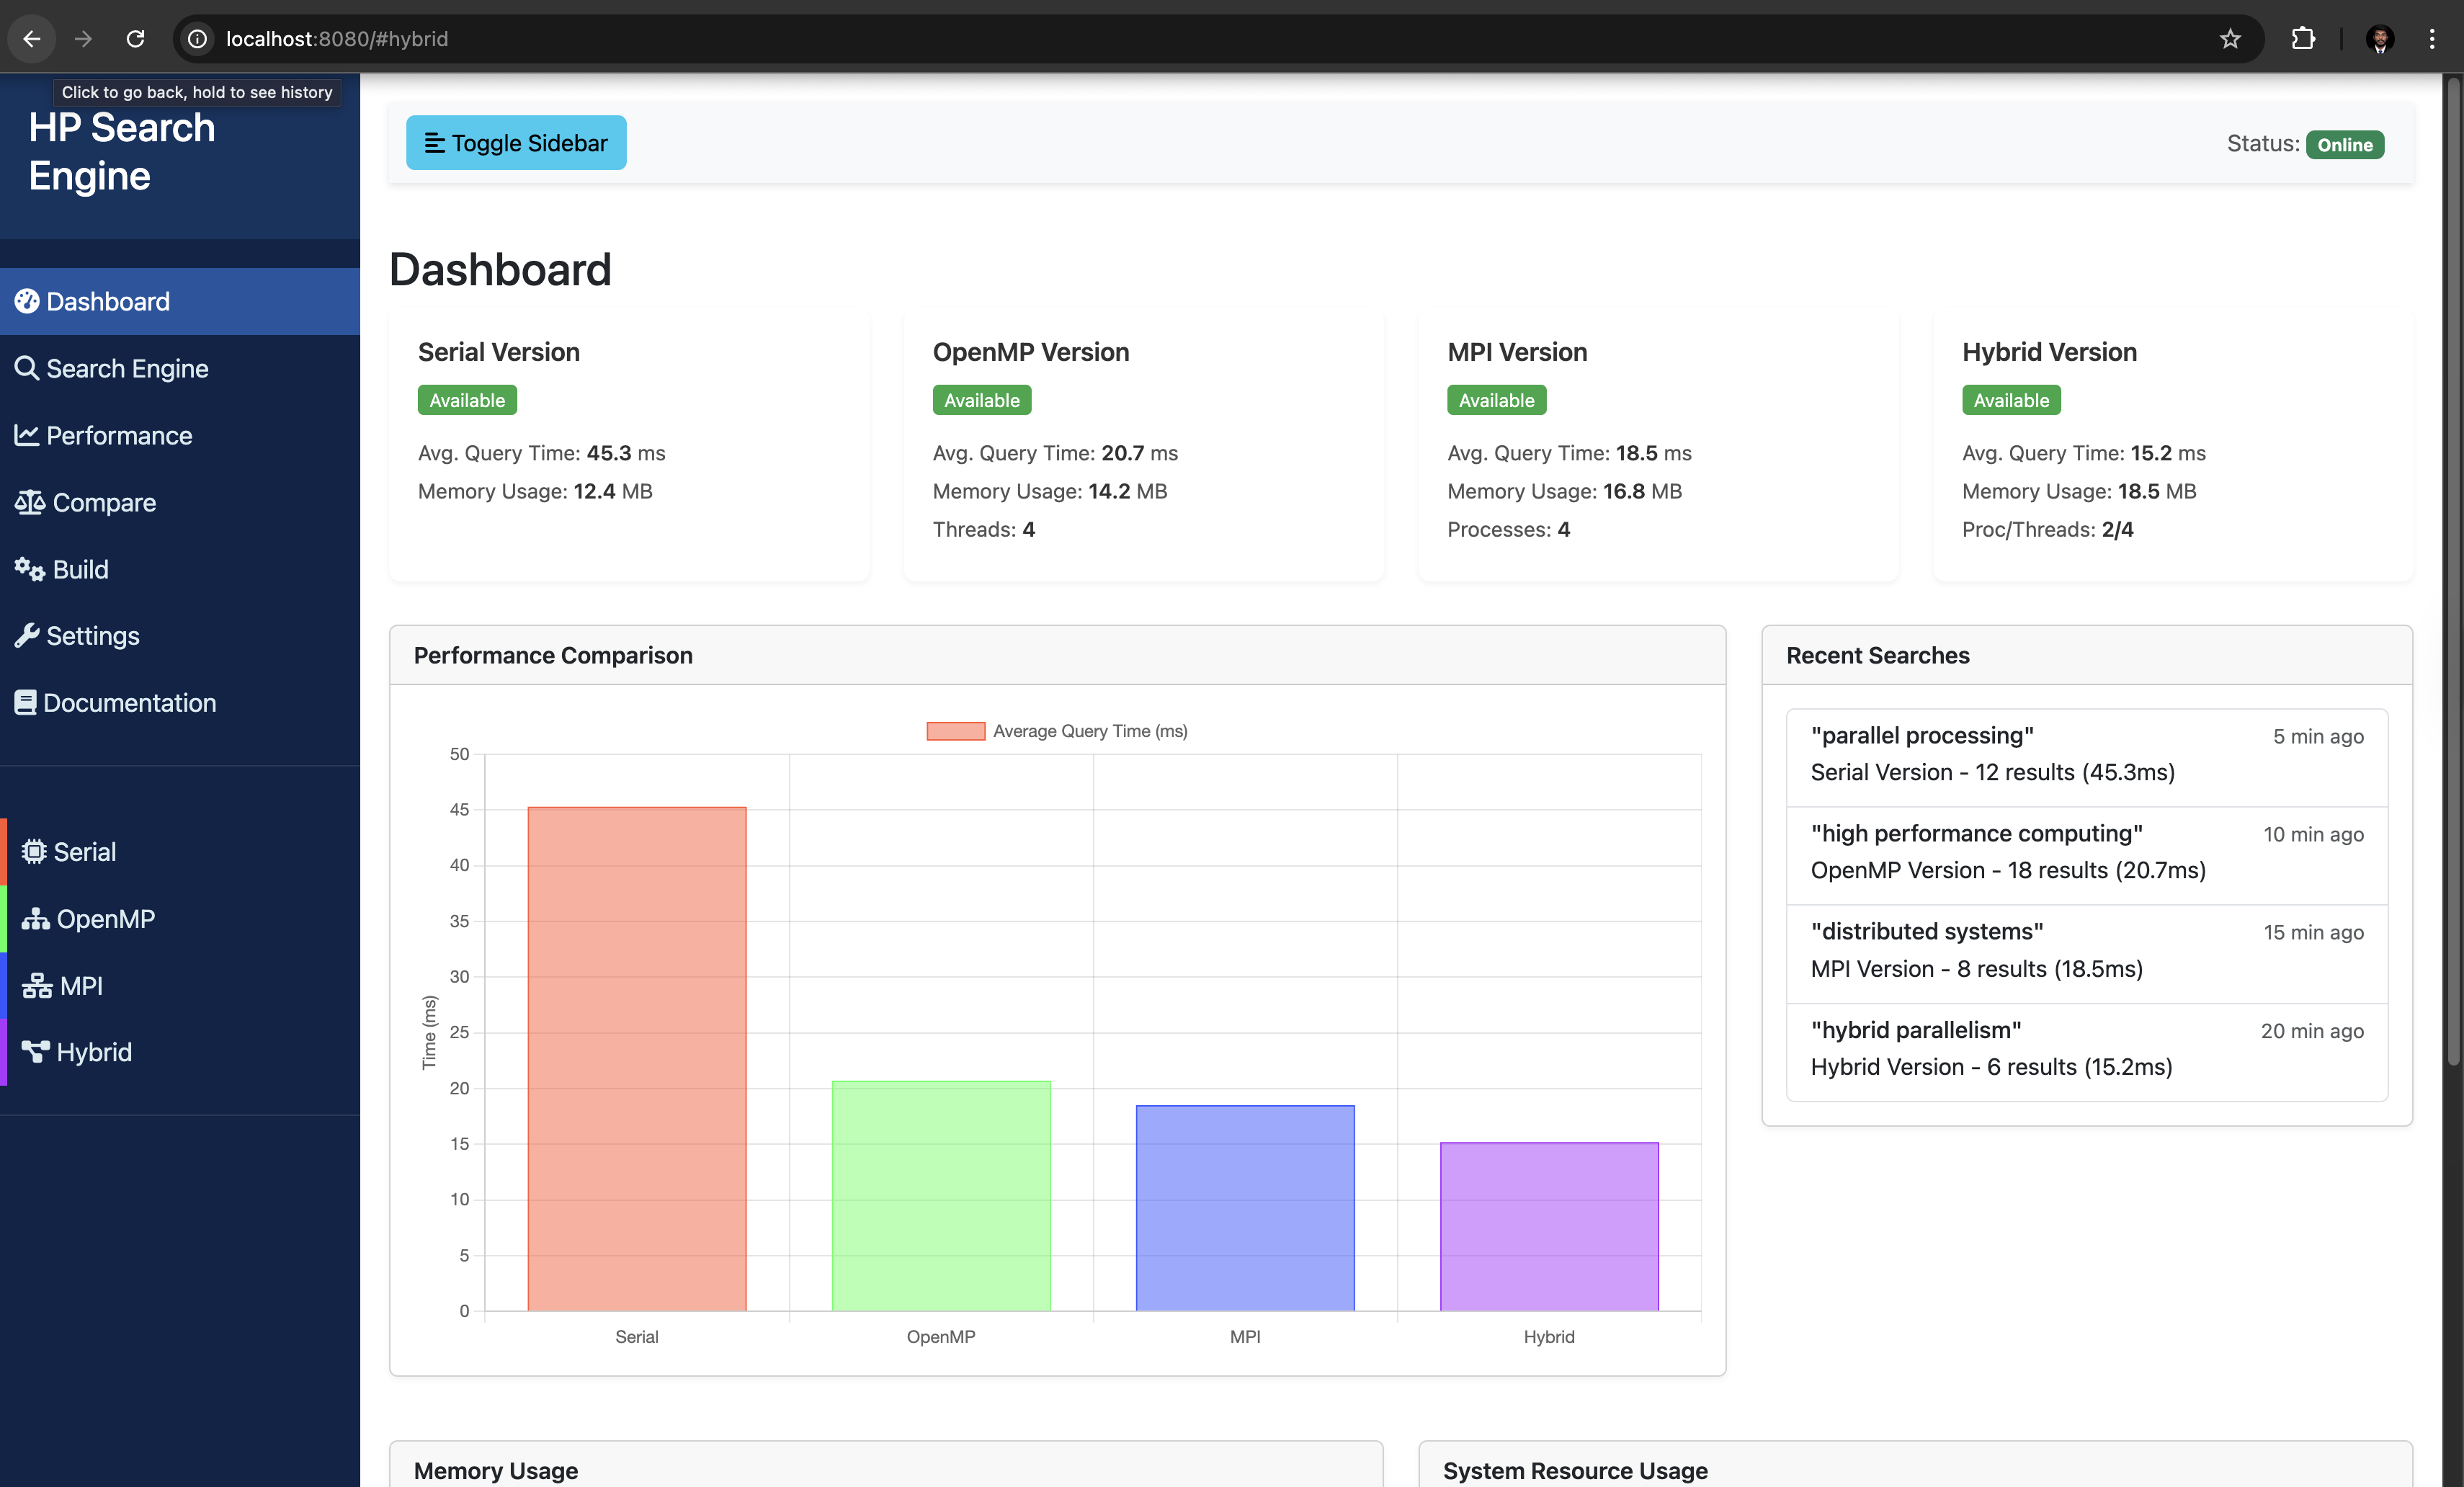 localhost:8080/#hybrid
Click to go back, hold to see history
HP Search
Engine
Dashboard
Search Engine
Performance
Compare
Build
Settings
Documentation
Serial
OpenMP
MPI
Hybrid
Toggle Sidebar
Status: Online
Dashboard
Serial Version
Available
Avg. Query Time: 45.3 ms
Memory Usage: 12.4 MB
OpenMP Version
Available
Avg. Query Time: 20.7 ms
Memory Usage: 14.2 MB
Threads: 4
MPI Version
Available
Avg. Query Time: 18.5 ms
Memory Usage: 16.8 MB
Processes: 4
Hybrid Version
Available
Avg. Query Time: 15.2 ms
Memory Usage: 18.5 MB
Proc/Threads: 2/4
Performance Comparison
Average Query Time (ms)
50
45
40
35
30
25
20
15
10
5
0
Time (ms)
Serial OpenMP MPI Hybrid
Recent Searches
"parallel processing" 5 min ago
Serial Version - 12 results (45.3ms)
"high performance computing" 10 min ago
OpenMP Version - 18 results (20.7ms)
"distributed systems" 15 min ago
MPI Version - 8 results (18.5ms)
"hybrid parallelism" 20 min ago
Hybrid Version - 6 results (15.2ms)
Memory Usage
System Resource Usage